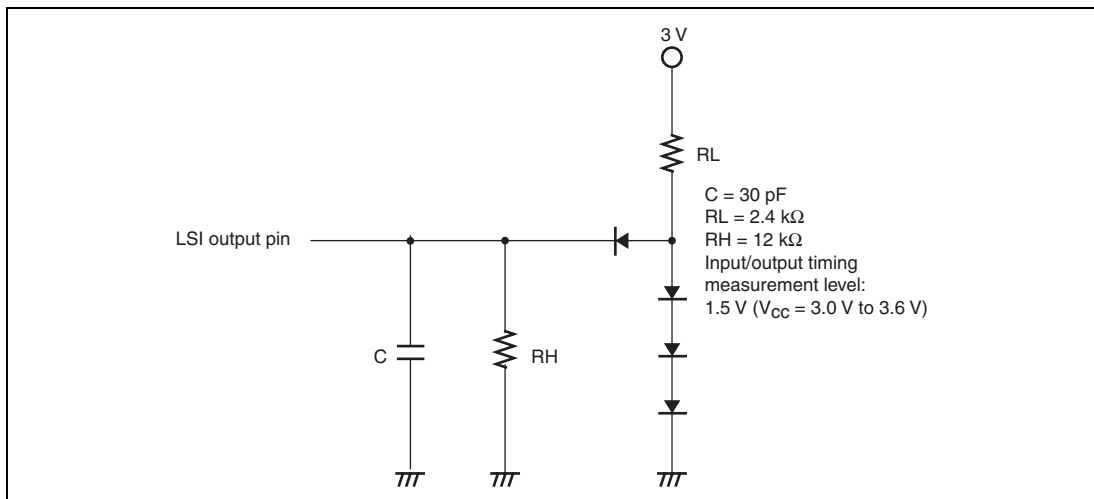 3 V
RL
C = 30 pF
RL = 2.4 kΩ
RH = 12 kΩ
Input/output timing
measurement level:
1.5 V (VCC = 3.0 V to 3.6 V)
LSI output pin
C
RH